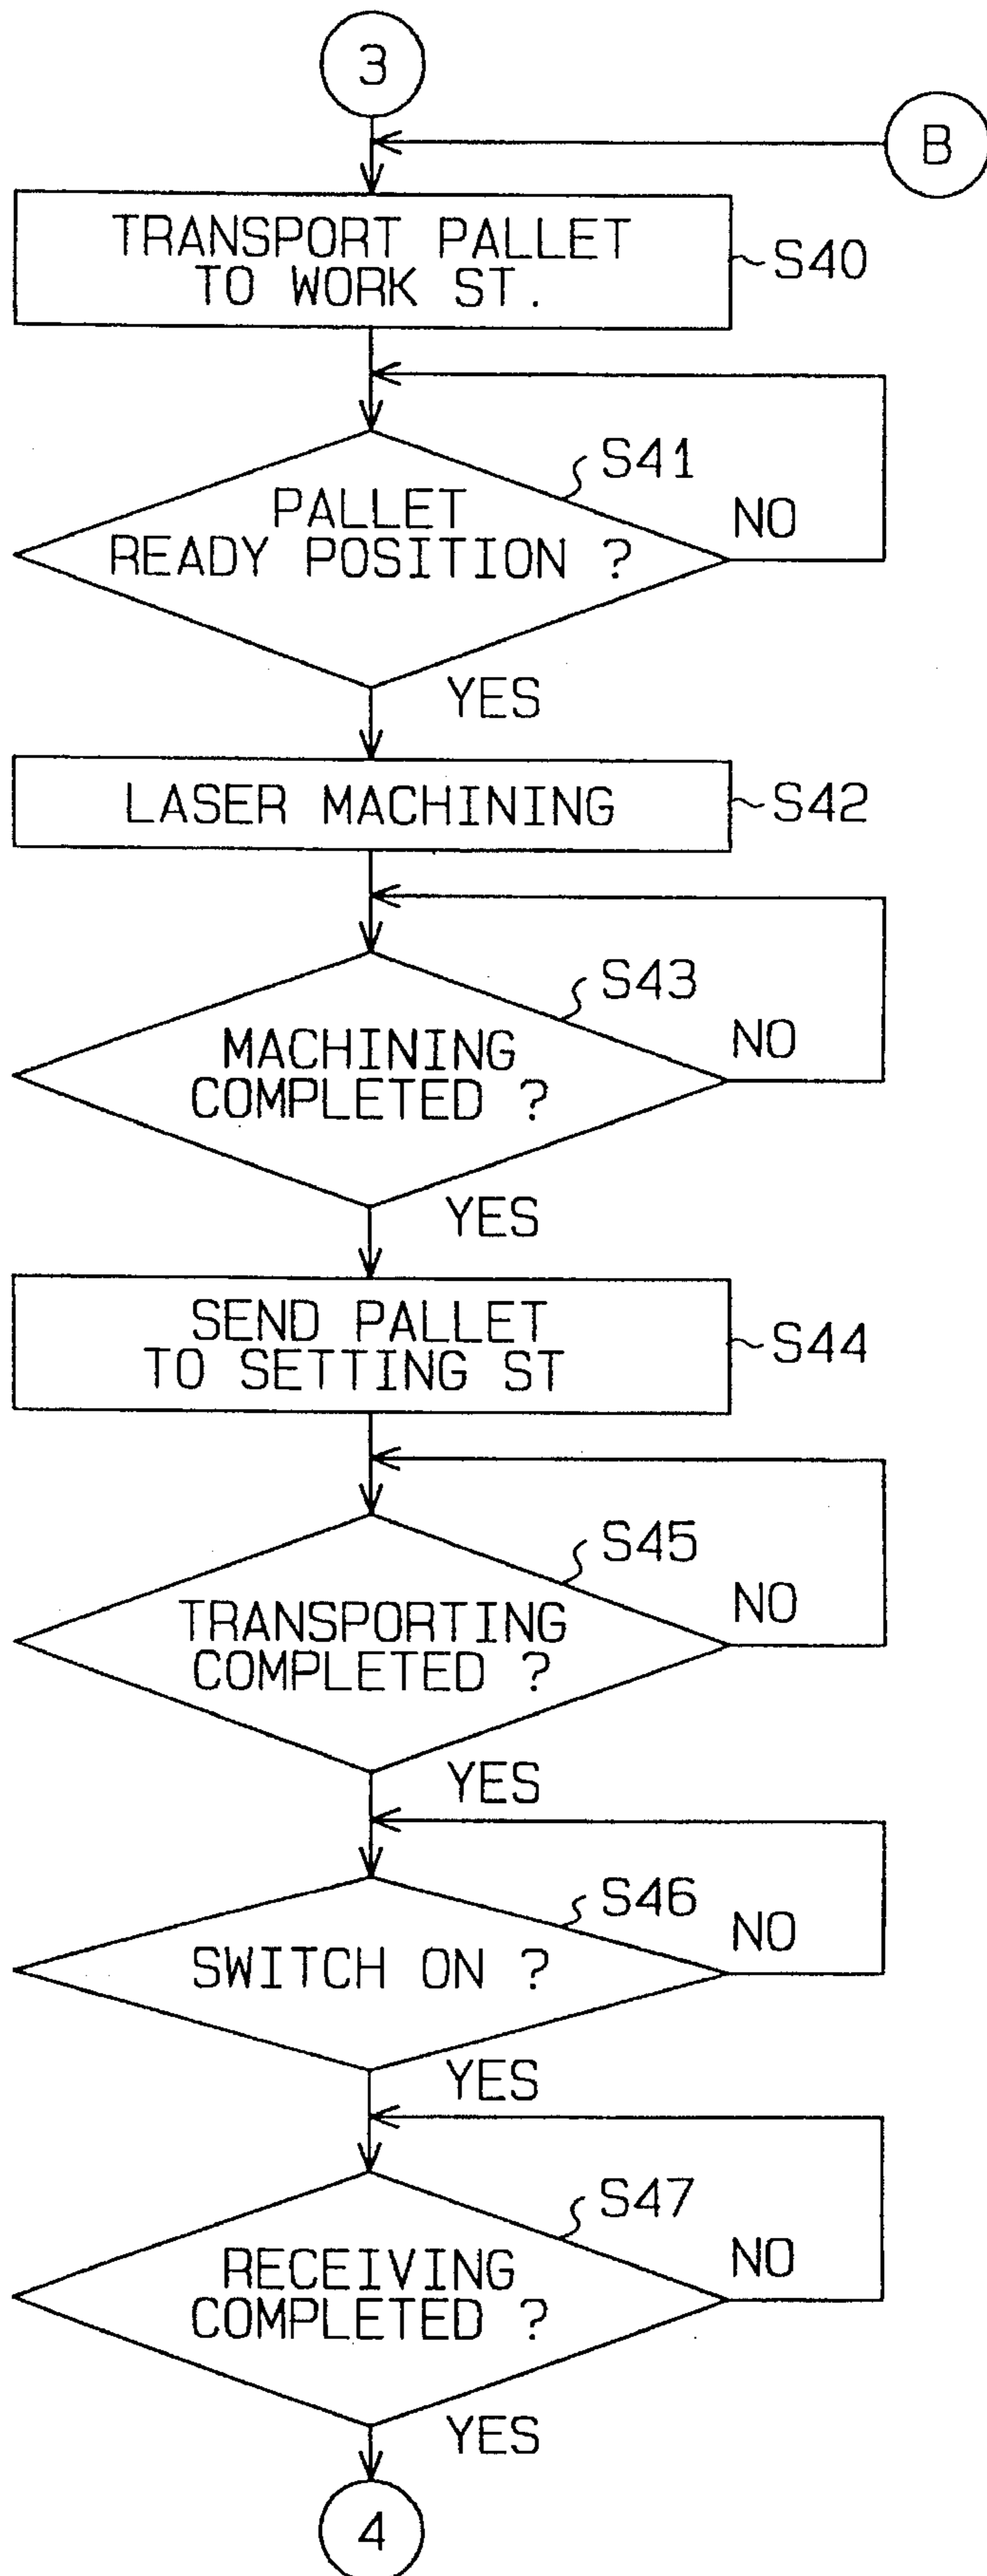 3
B
TRANSPORT PALLET
TO WORK ST.
S40
S41
PALLET
READY POSITION ?
NO
YES
LASER MACHINING
S42
S43
MACHINING
COMPLETED ?
NO
YES
SEND PALLET
TO SETTING ST
S44
S45
TRANSPORTING
COMPLETED ?
NO
YES
S46
SWITCH ON ?
NO
YES
S47
RECEIVING
COMPLETED ?
NO
YES
4